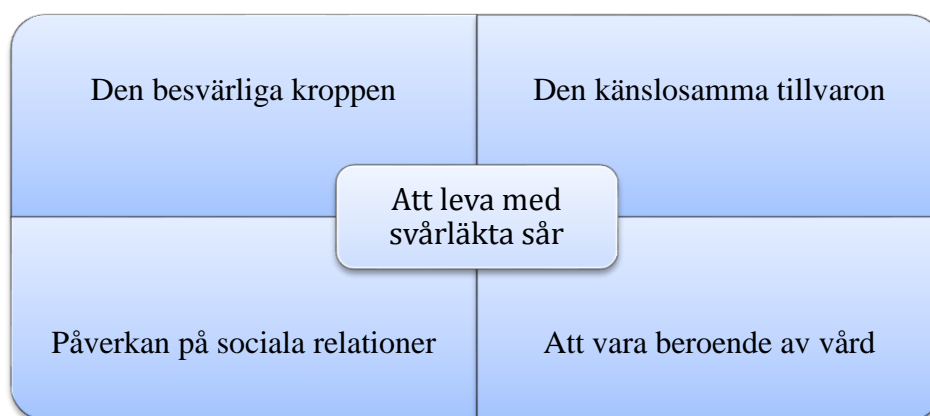 Den besvärliga kroppen
Den känslosamma tillvaron
Att leva med
svårläkta sår
Påverkan på sociala relationer
Att vara beroende av vård